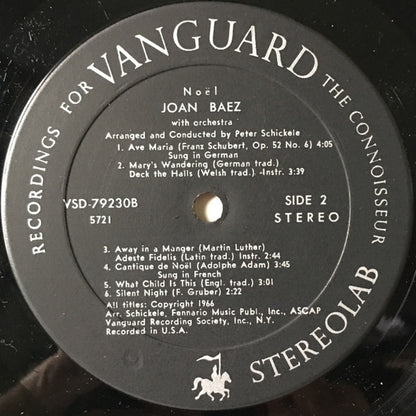 RECORDINGS FOR VANGUARD THE CONNOISSEUR
Noël
JOAN BAEZ
with orchestra
Arranged and Conducted by Peter Schickele
1. Ave Maria (Franz Schubert, Op. 52 No. 6) 4:05
Sung in German
2. Mary's Wandering (German trad.)
Deck the Halls (Welsh trad.) -Instr. 3:39
VSD-79230B
5721
SIDE 2
STEREO
3. Away in a Manger (Martin Luther)
Adeste Fidelis (Latin trad.) Instr. 2:44
4. Cantique de Noël (Adolphe Adam) 3:45
Sung in French
5. What Child Is This (Engl. trad.) 3:01
6. Silent Night (F. Gruber) 2:22
All titles: Copyright 1966
Arr. Schickele, Fennario Music Publ., Inc., ASCAP
Vanguard Recording Society, Inc., N.Y.
Recorded in U.S.A.
STEREOLAB